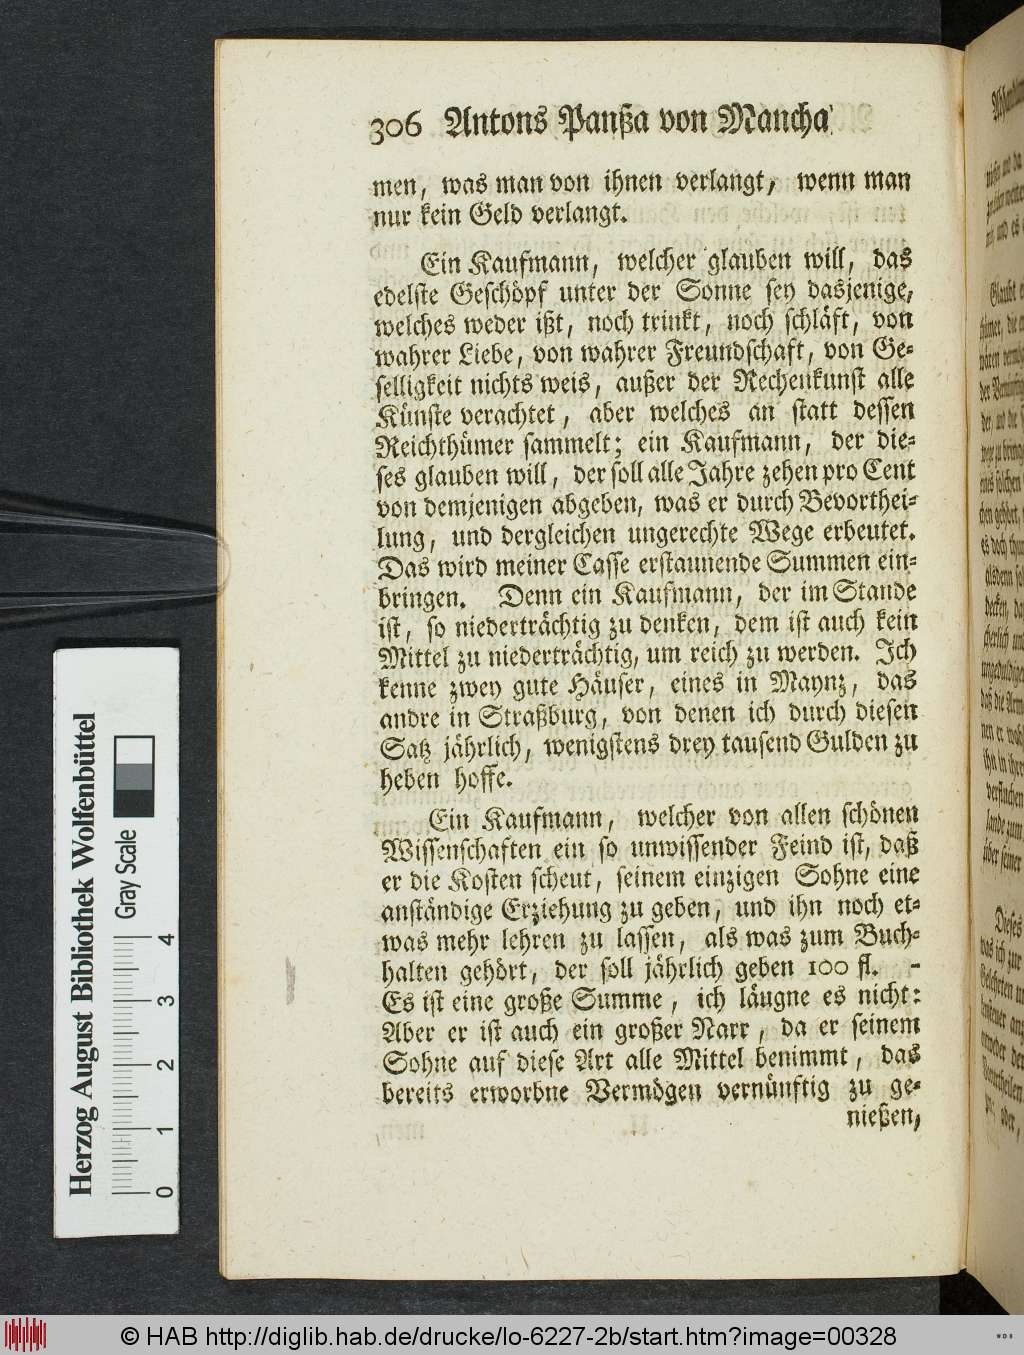 306 Antons Panßa von Mancha
men, was man von ihnen verlangt, wenn man
nur kein Geld verlangt.
Ein Kaufmann, welcher glauben will, das
edelste Geschöpf unter der Sonne sey dasjenige,
welches weder ißt, noch trinkt, noch schläft, von
wahrer Liebe, von wahrer Freundschaft, von Ge-
selligkeit nichts weis, außer der Rechenkunst alle
Künste verachtet, aber welches an statt dessen
Reichthümer sammelt; ein Kaufmann, der die-
ses glauben will, der soll alle Jahre zehen pro Cent
von demjenigen abgeben, was er durch Bevorthei-
lung, und dergleichen ungerechte Wege erbeutet.
Das wird meiner Casse erstaunende Summen ein-
bringen. Denn ein Kaufmann, der im Stande
ist, so niederträchtig zu denken, dem ist auch kein
Mittel zu niederträchtig, um reich zu werden. Ich
kenne zwey gute Häuser, eines in Maynz, das
andre in Straßburg, von denen ich durch diesen
Satz jährlich, wenigstens drey tausend Gulden zu
heben hoffe.
Ein Kaufmann, welcher von allen schönen
Wissenschaften ein so unwissender Feind ist, daß
er die Kosten scheut, seinem einzigen Sohne eine
anständige Erziehung zu geben, und ihn noch et-
was mehr lehren zu lassen, als was zum Buch-
halten gehört, der soll jährlich geben 100 fl. -
Es ist eine große Summe, ich läugne es nicht:
Aber er ist auch ein großer Narr, da er seinem
Sohne auf diese Art alle Mittel benimmt, das
bereits erworbne Vermögen vernünftig zu ge-
nießen,
Herzog August Bibliothek Wolfenbüttel
Gray Scale
0 1 2 3 4
© HAB http://diglib.hab.de/drucke/lo-6227-2b/start.htm?image=00328